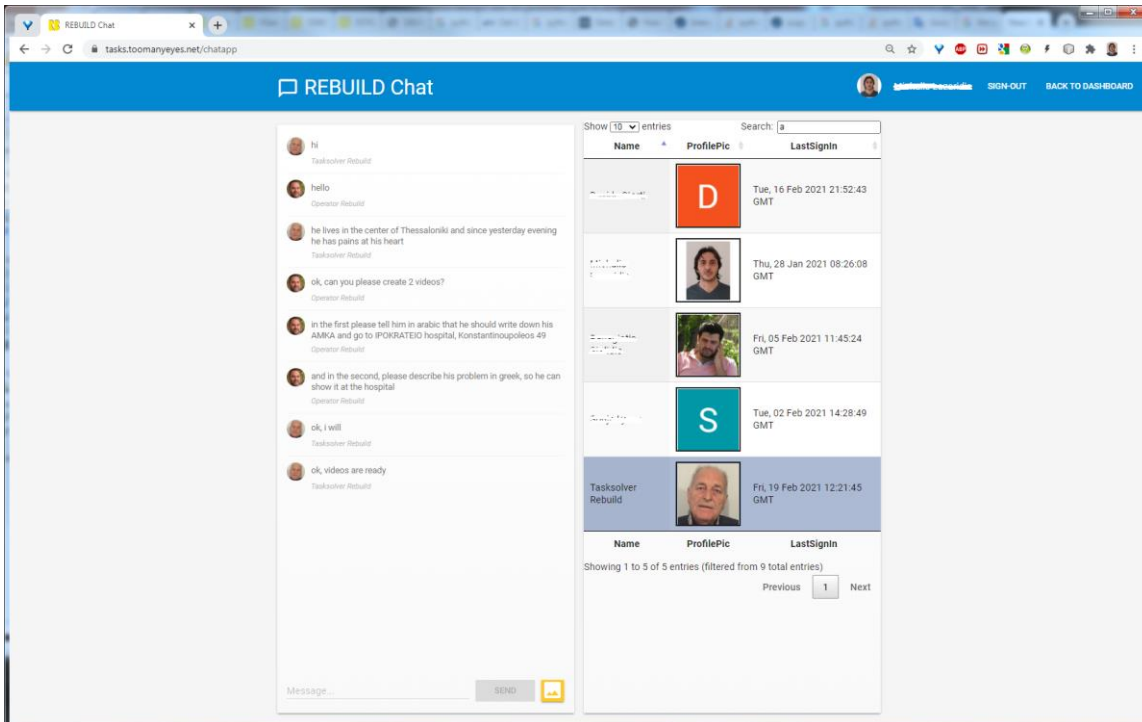 REBUILD Chat
tasks.toomanyeyes.net/chatapp
REBUILD Chat
SIGN-OUT
BACK TO DASHBOARD
hi
Tasksolver Rebuild
hello
Operator Rebuild
he lives in the center of Thessaloniki and since yesterday evening
he has pains at his heart
Tasksolver Rebuild
ok, can you please create 2 videos?
Operator Rebuild
in the first please tell him in arabic that he should write down his
AMKA and go to IPOKRATEIO hospital, Konstantinoupoleos 49
Operator Rebuild
and in the second, please describe his problem in greek, so he can
show it at the hospital
Operator Rebuild
ok, i will
Tasksolver Rebuild
ok, videos are ready
Tasksolver Rebuild
Message...
SEND
Show 10 entries
Search: a
Name ProfilePic LastSignIn
D
Tue, 16 Feb 2021 21:52:43
GMT
Thu, 28 Jan 2021 08:26:08
GMT
Fri, 05 Feb 2021 11:45:24
GMT
S
Tue, 02 Feb 2021 14:28:49
GMT
Tasksolver
Rebuild
Fri, 19 Feb 2021 12:21:45
GMT
Name ProfilePic LastSignIn
Showing 1 to 5 of 5 entries (filtered from 9 total entries)
Previous 1 Next